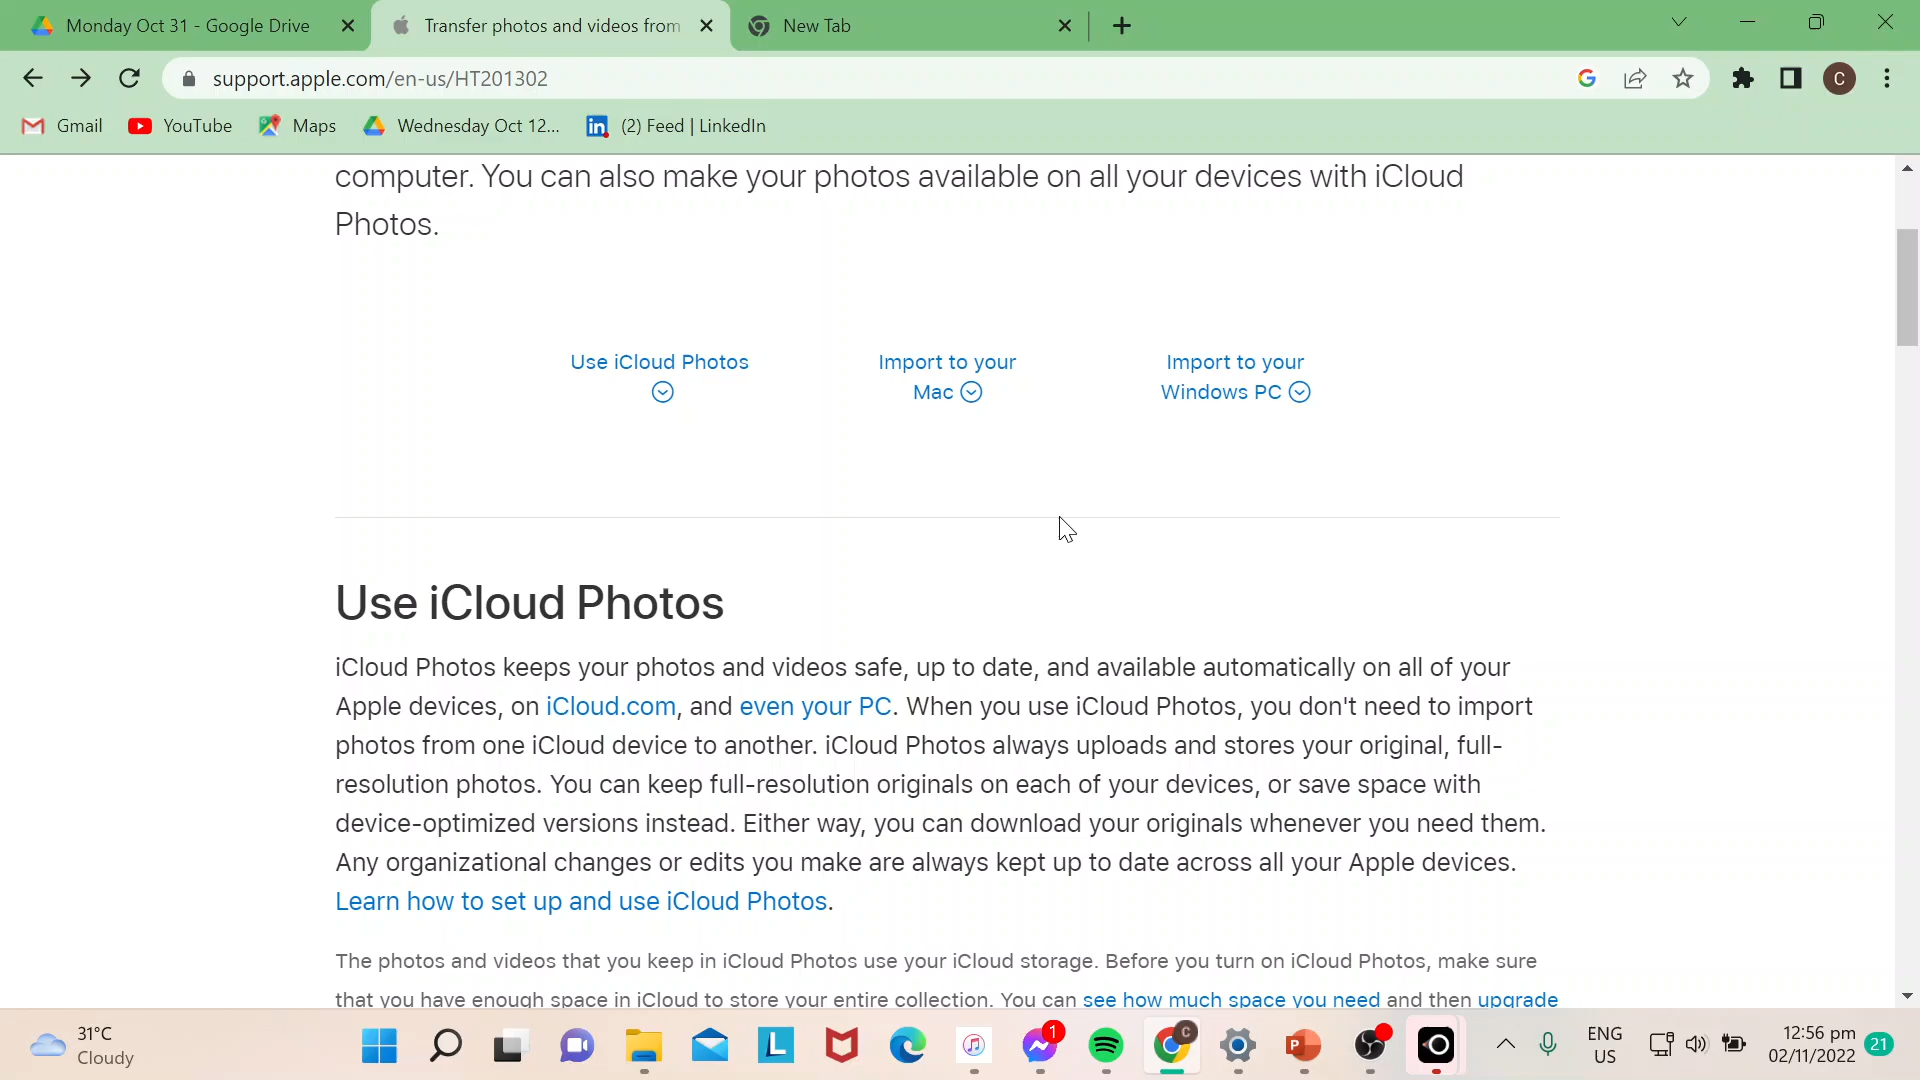 Monday Oct 31 - Google Drive
Transfer photos and videos from
New Tab
support.apple.com/en-us/HT201302
C
Gmail
YouTube
Maps
Wednesday Oct 12...
(2) Feed | LinkedIn
computer. You can also make your photos available on all your devices with iCloud
Photos.
Use iCloud Photos
Import to your
Mac
Import to your
Windows PC
Use iCloud Photos
iCloud Photos keeps your photos and videos safe, up to date, and available automatically on all of your
Apple devices, on iCloud.com, and even your PC. When you use iCloud Photos, you don't need to import
photos from one iCloud device to another. iCloud Photos always uploads and stores your original, full-
resolution photos. You can keep full-resolution originals on each of your devices, or save space with
device-optimized versions instead. Either way, you can download your originals whenever you need them.
Any organizational changes or edits you make are always kept up to date across all your Apple devices.
Learn how to set up and use iCloud Photos.
The photos and videos that you keep in iCloud Photos use your iCloud storage. Before you turn on iCloud Photos, make sure
that you have enough space in iCloud to store your entire collection. You can see how much space you need and then upgrade
31°C
Cloudy
L
1
C
P
ENG
US
12:56 pm
02/11/2022
21